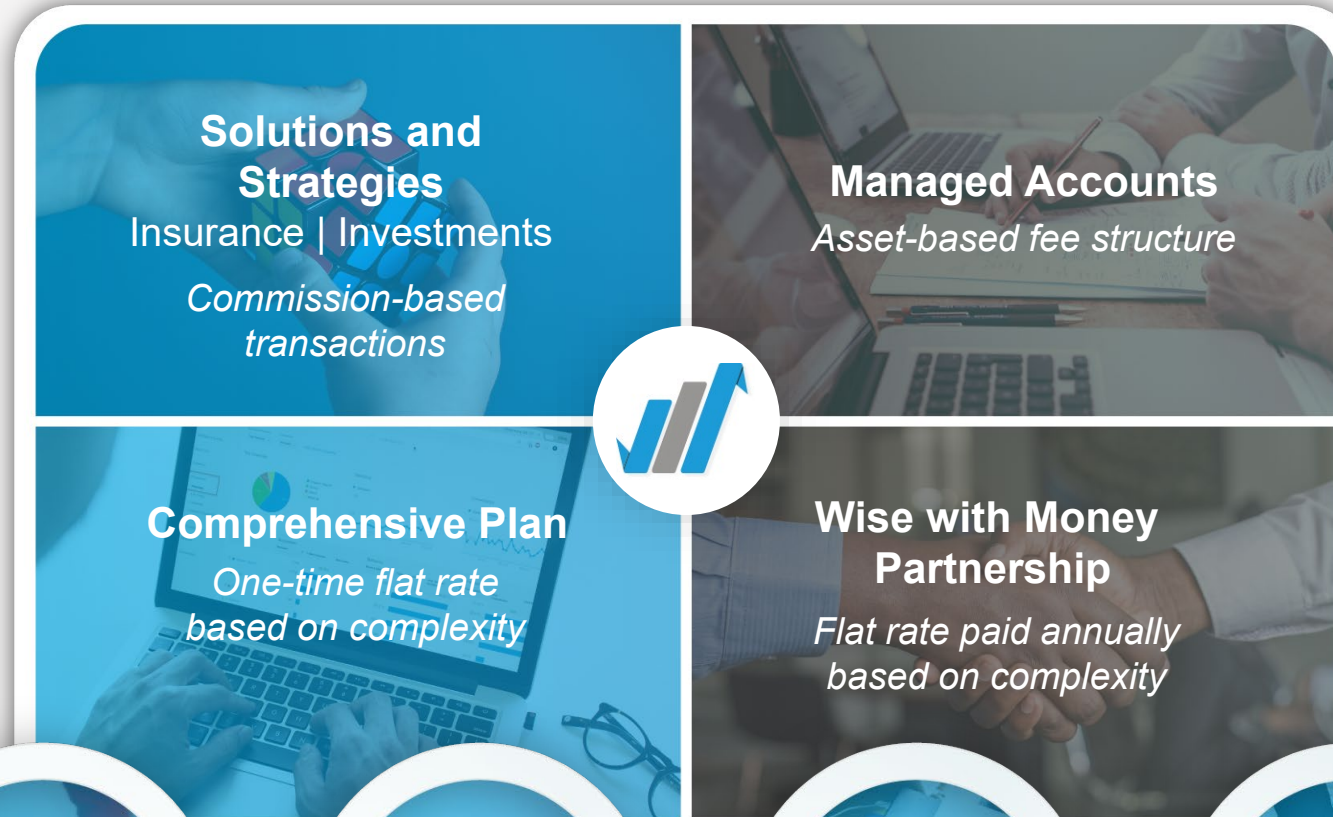 Solutions and
Strategies
Insurance | Investments
Commission-based
transactions
Managed Accounts
Asset-based fee structure
Comprehensive Plan
One-time flat rate
based on complexity
Wise with Money
Partnership
Flat rate paid annually
based on complexity